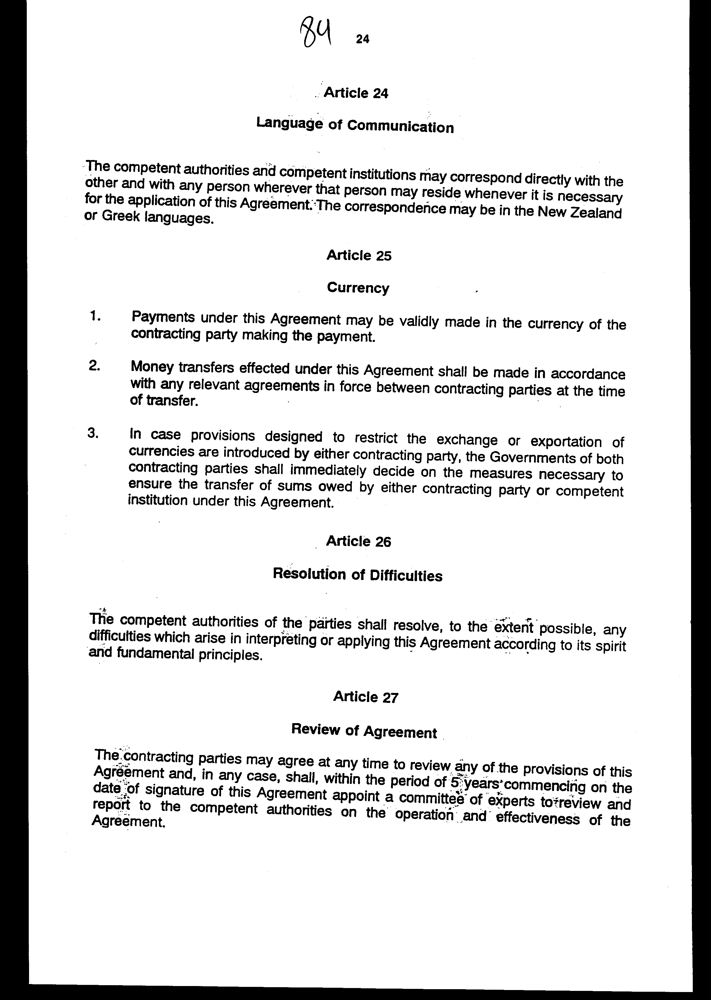 84 24
Article 24
Language of Communication
The competent authorities and competent institutions may correspond directly with the
other and with any person wherever that person may reside whenever it is necessary
for the application of this Agreement. The correspondence may be in the New Zealand
or Greek languages.
Article 25
Currency
1. Payments under this Agreement may be validly made in the currency of the
contracting party making the payment.
2. Money transfers effected under this Agreement shall be made in accordance
with any relevant agreements in force between contracting parties at the time
of transfer.
3. In case provisions designed to restrict the exchange or exportation of
currencies are introduced by either contracting party, the Governments of both
contracting parties shall immediately decide on the measures necessary to
ensure the transfer of sums owed by either contracting party or competent
institution under this Agreement.
Article 26
Resolution of Difficulties
The competent authorities of the parties shall resolve, to the extent possible, any
difficulties which arise in interpreting or applying this Agreement according to its spirit
and fundamental principles.
Article 27
Review of Agreement
The contracting parties may agree at any time to review any of the provisions of this
Agreement and, in any case, shall, within the period of 5 years commencing on the
date of signature of this Agreement appoint a committee of experts to review and
report to the competent authorities on the operation and effectiveness of the
Agreement.